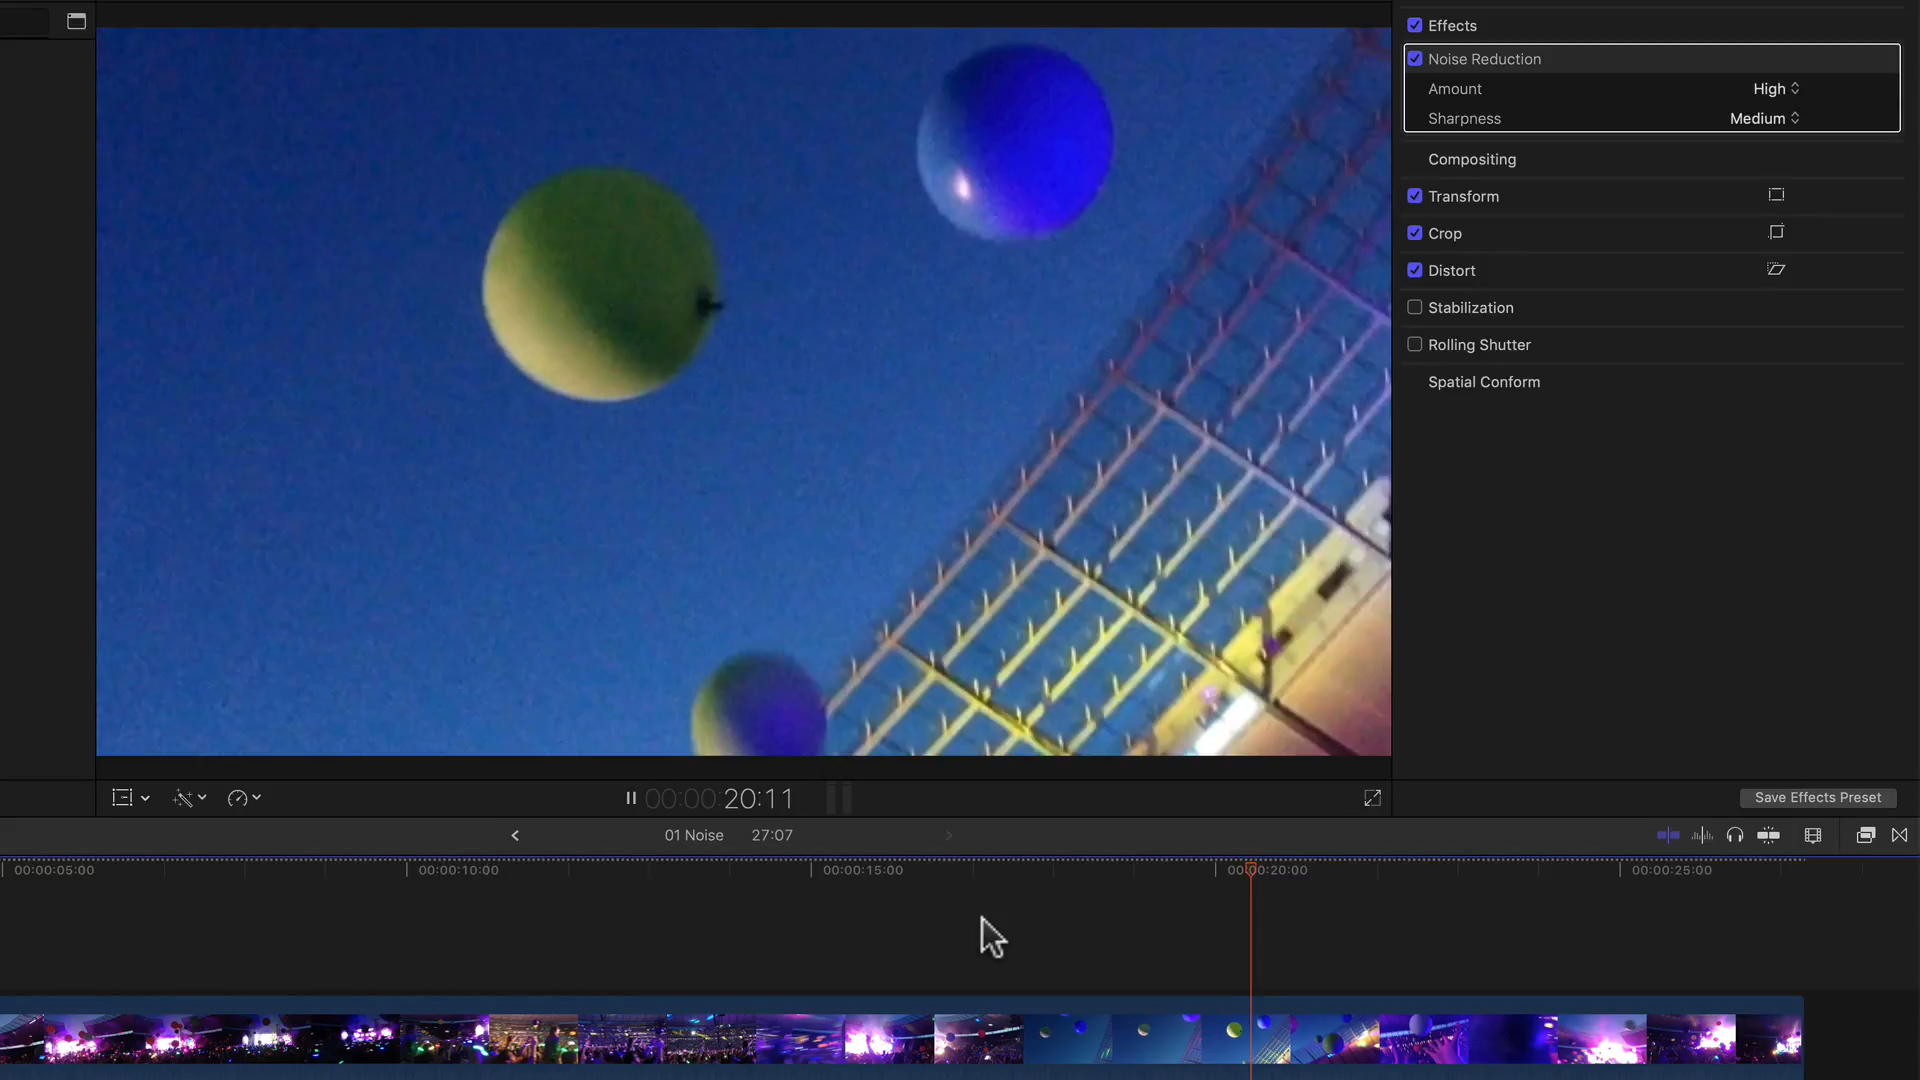 Effects
Noise Reduction
Amount High
Sharpness Medium
Compositing
Transform
Crop
Distort
Stabilization
Rolling Shutter
Spatial Conform
00:00:20:11
Save Effects Preset
01 Noise 27:07
00:00:05:00 00:00:10:00 00:00:15:00 00:00:20:00 00:00:25:00